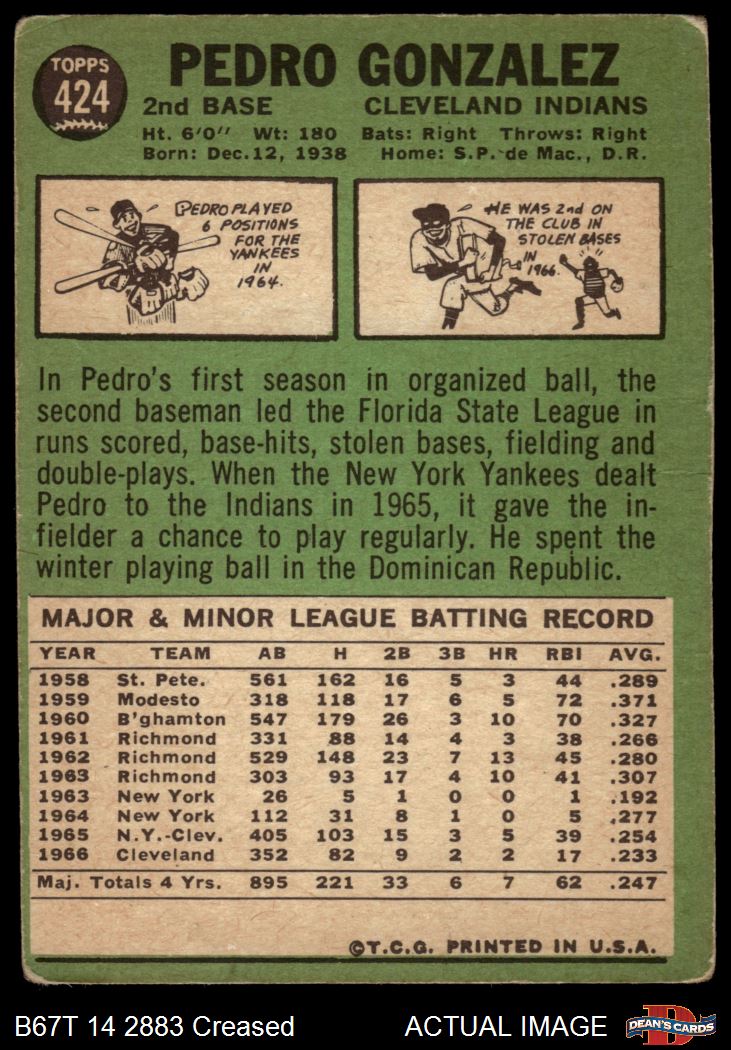 TOPPS
424
PEDRO GONZALEZ
2nd BASE CLEVELAND INDIANS
Ht. 6'0" Wt: 180 Bats: Right Throws: Right
Born: Dec. 12, 1938 Home: S.P. de Mac., D.R.
PEDRO PLAYED
6 POSITIONS
FOR THE
YANKEES
IN
1964.
HE WAS 2nd ON
THE CLUB IN
STOLEN BASES
IN
1966.
In Pedro's first season in organized ball, the
second baseman led the Florida State League in
runs scored, base-hits, stolen bases, fielding and
double-plays. When the New York Yankees dealt
Pedro to the Indians in 1965, it gave the in-
fielder a chance to play regularly. He spent the
winter playing ball in the Dominican Republic.
MAJOR & MINOR LEAGUE BATTING RECORD
YEAR TEAM AB H 2B 3B HR RBI AVG.
1958 St. Pete. 561 162 16 5 3 44 .289
1959 Modesto 318 118 17 6 5 72 .371
1960 B'ghamton 547 179 26 3 10 70 .327
1961 Richmond 331 88 14 4 3 38 .266
1962 Richmond 529 148 23 7 13 45 .280
1963 Richmond 303 93 17 4 10 41 .307
1963 New York 26 5 1 0 0 1 .192
1964 New York 112 31 8 1 0 5 .277
1965 N.Y.-Clev. 405 103 15 3 5 39 .254
1966 Cleveland 352 82 9 2 2 17 .233
Maj. Totals 4 Yrs. 895 221 33 6 7 62 .247
©T.C.G. PRINTED IN U.S.A.
B67T 14 2883 Creased ACTUAL IMAGE
DEAN'S CARDS